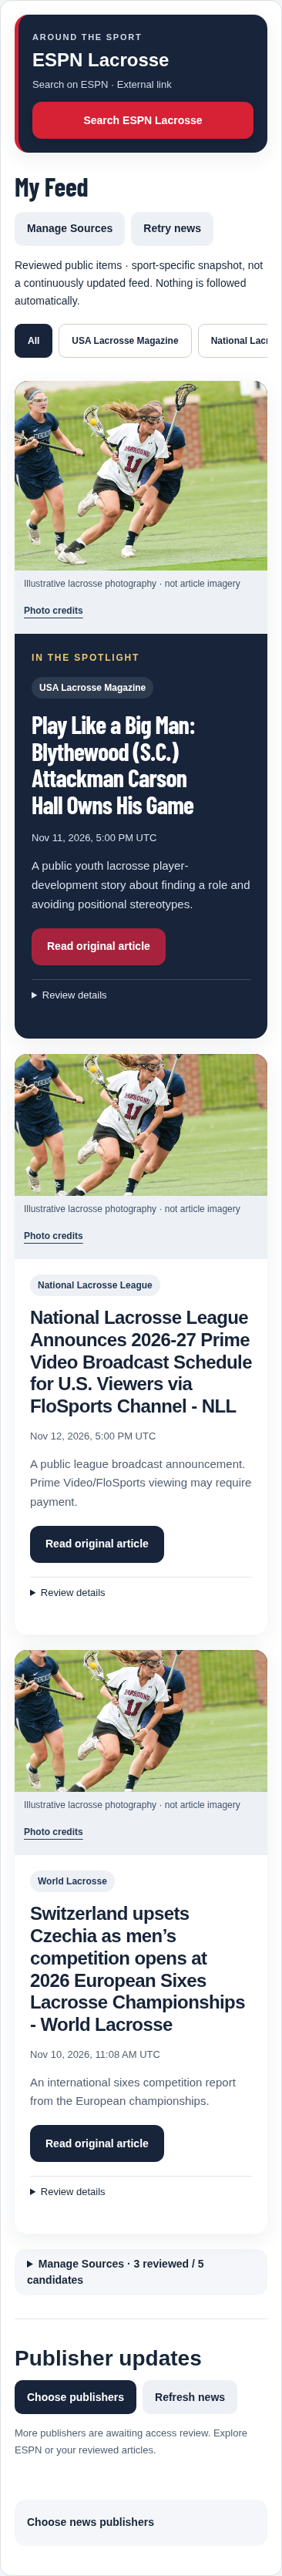 AROUND THE SPORT
ESPN Lacrosse
Search on ESPN · External link
Search ESPN Lacrosse
My Feed
Manage Sources
Retry news
Reviewed public items · sport-specific snapshot, not
a continuously updated feed. Nothing is followed
automatically.
All
USA Lacrosse Magazine
National Lacr
11
Illustrative lacrosse photography · not article imagery
Photo credits
IN THE SPOTLIGHT
USA Lacrosse Magazine
Play Like a Big Man:
Blythewood (S.C.)
Attackman Carson
Hall Owns His Game
Nov 11, 2026, 5:00 PM UTC
A public youth lacrosse player-
development story about finding a role and
avoiding positional stereotypes.
Read original article
▶ Review details
11
Illustrative lacrosse photography · not article imagery
Photo credits
National Lacrosse League
National Lacrosse League
Announces 2026-27 Prime
Video Broadcast Schedule
for U.S. Viewers via
FloSports Channel - NLL
Nov 12, 2026, 5:00 PM UTC
A public league broadcast announcement.
Prime Video/FloSports viewing may require
payment.
Read original article
▶ Review details
11
Illustrative lacrosse photography · not article imagery
Photo credits
World Lacrosse
Switzerland upsets
Czechia as men’s
competition opens at
2026 European Sixes
Lacrosse Championships
- World Lacrosse
Nov 10, 2026, 11:08 AM UTC
An international sixes competition report
from the European championships.
Read original article
▶ Review details
▶ Manage Sources · 3 reviewed / 5
candidates
Publisher updates
Choose publishers
Refresh news
More publishers are awaiting access review. Explore
ESPN or your reviewed articles.
Choose news publishers